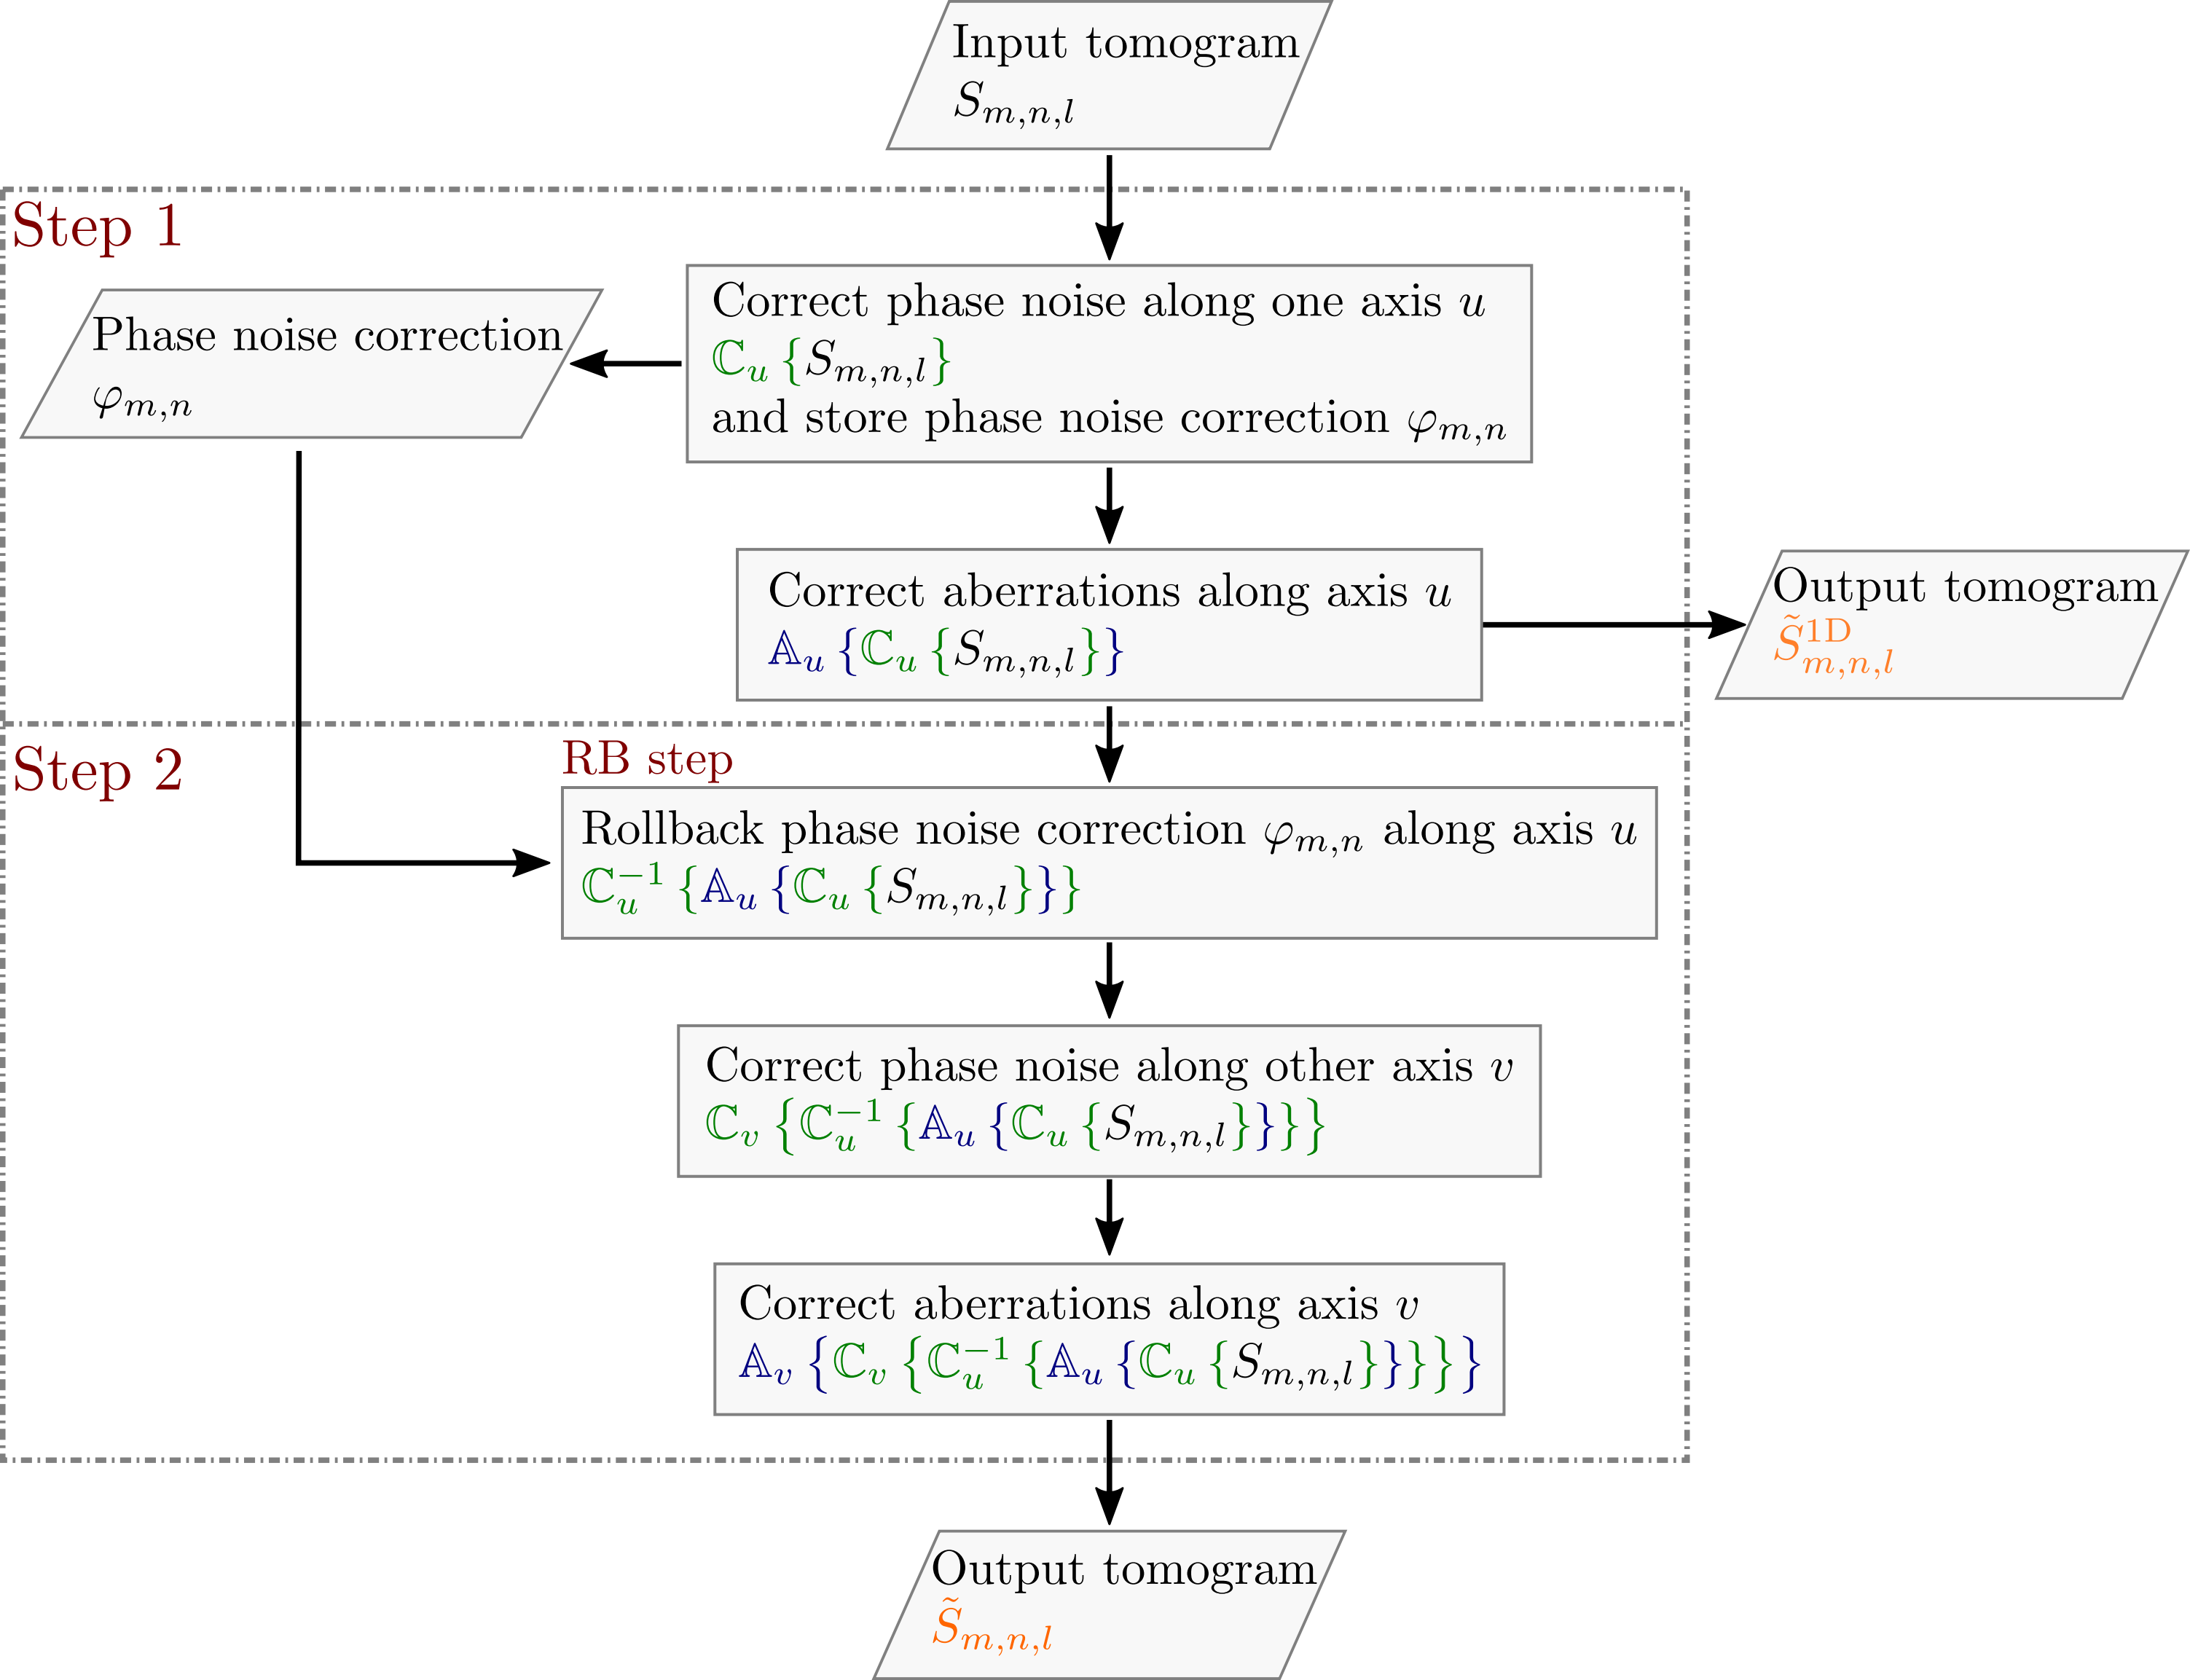 Input tomogram
S_{m,n,l}
Step 1
Correct phase noise along one axis u
ℂ_u {S_{m,n,l}}
and store phase noise correction φ_{m,n}
Phase noise correction
φ_{m,n}
Correct aberrations along axis u
𝔸_u {ℂ_u {S_{m,n,l}}}
Output tomogram
S̃^{1D}_{m,n,l}
Step 2
RB step
Rollback phase noise correction φ_{m,n} along axis u
ℂ_u^{-1} {𝔸_u {ℂ_u {S_{m,n,l}}}}
Correct phase noise along other axis v
ℂ_v {ℂ_u^{-1} {𝔸_u {ℂ_u {S_{m,n,l}}}}}
Correct aberrations along axis v
𝔸_v {ℂ_v {ℂ_u^{-1} {𝔸_u {ℂ_u {S_{m,n,l}}}}}}
Output tomogram
S̃_{m,n,l}